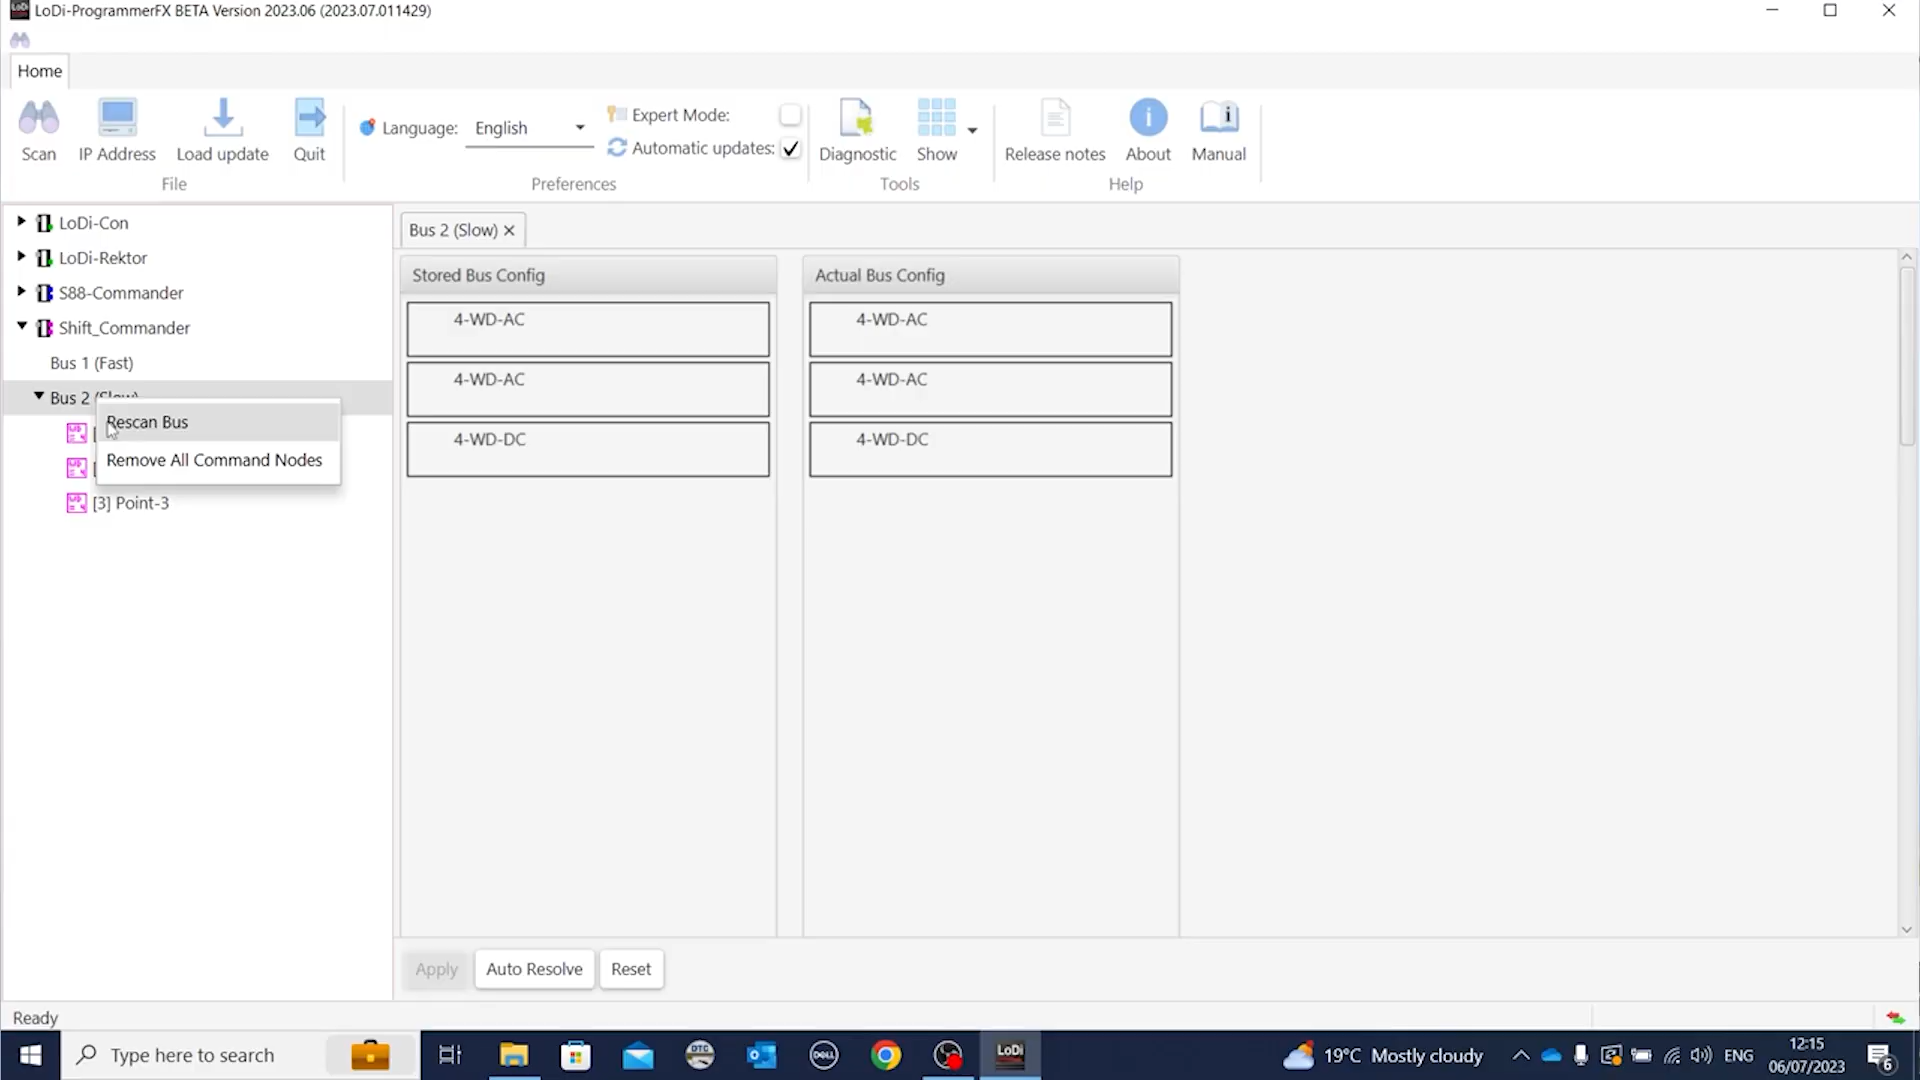 LoDi-ProgrammerFX BETA Version 2023.06 (2023.07.011429)
Home
Scan
IP Address
Load update
Quit
File
Language: English
Expert Mode:
Automatic updates:
Preferences
Diagnostic
Show
Tools
Release notes
About
Manual
Help
LoDi-Con
LoDi-Rektor
S88-Commander
Shift_Commander
Bus 1 (Fast)
Bus 2 (Slow)
Rescan Bus
Remove All Command Nodes
[3] Point-3
Bus 2 (Slow)
Stored Bus Config
4-WD-AC
4-WD-AC
4-WD-DC
Actual Bus Config
4-WD-AC
4-WD-AC
4-WD-DC
Apply
Auto Resolve
Reset
Ready
Type here to search
DELL
LoDi
19°C Mostly cloudy
ENG
12:15
06/07/2023
6